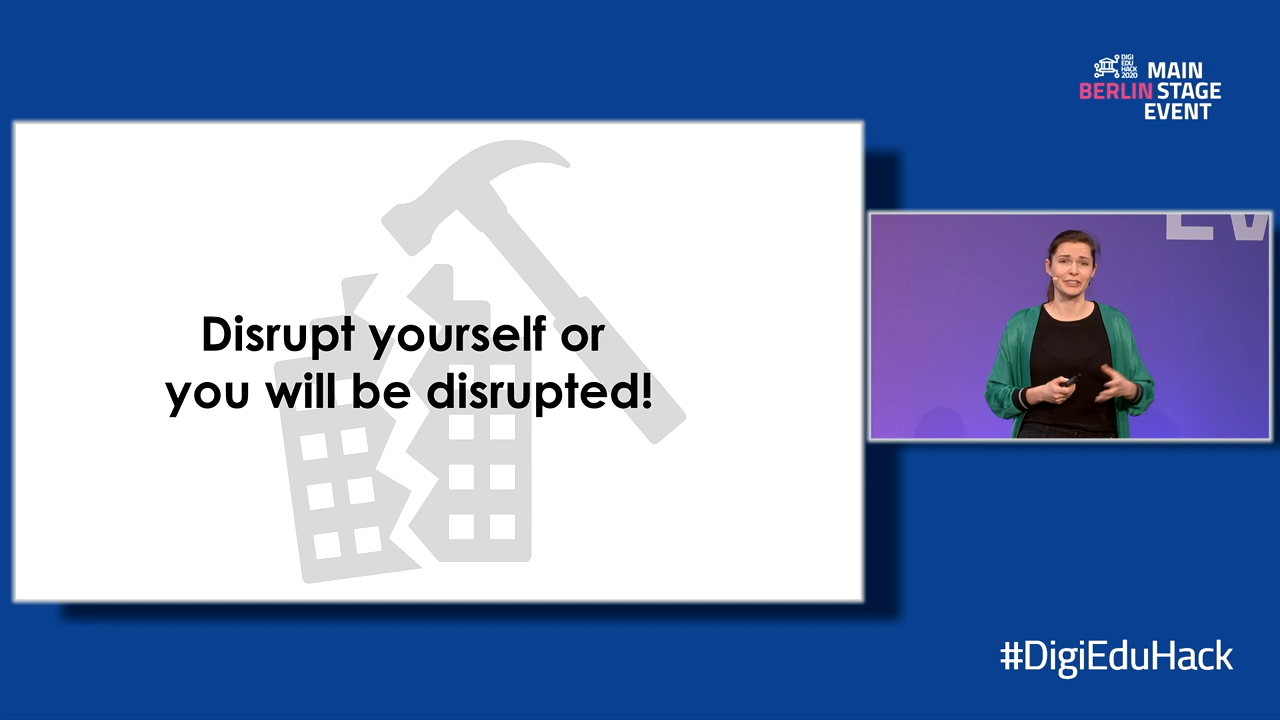 DIGI
EDU
HACK
2020
MAIN
BERLIN STAGE
EVENT
Disrupt yourself or
you will be disrupted!
#DigiEduHack